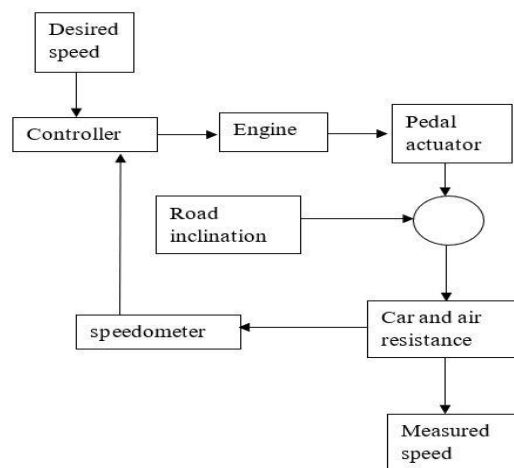 Desired
speed
Controller
Engine
Pedal
actuator
Road
inclination
speedometer
Car and air
resistance
Measured
speed